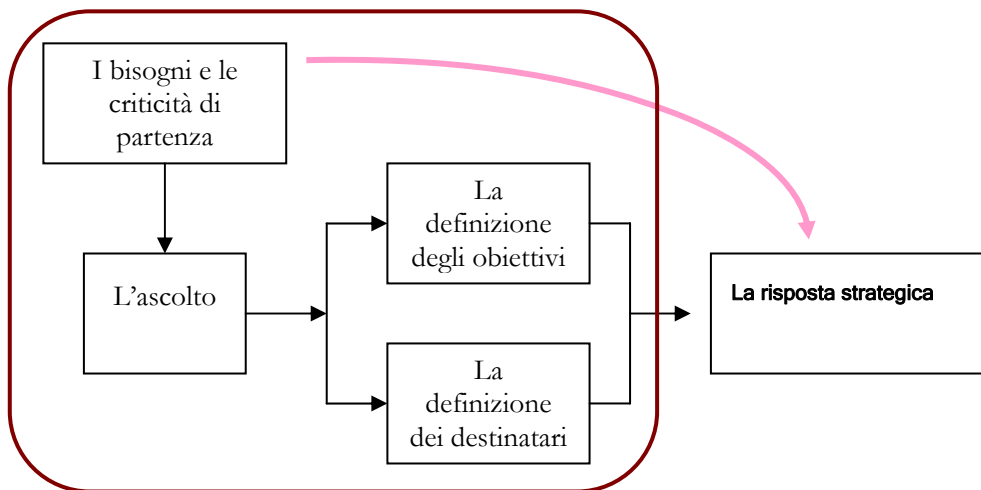 I bisogni e le
criticità di
partenza
La
definizione
degli obiettivi
L’ascolto
La risposta strategica
La
definizione
dei destinatari